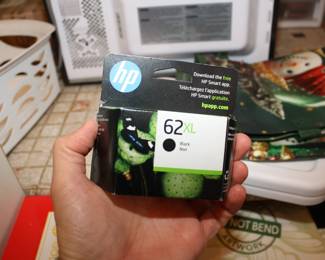 hp
Download the free
HP Smart app.
Téléchargez l'application
HP Smart gratuite.
hpapp.com
62XL
Black
Noir
NOT BEND